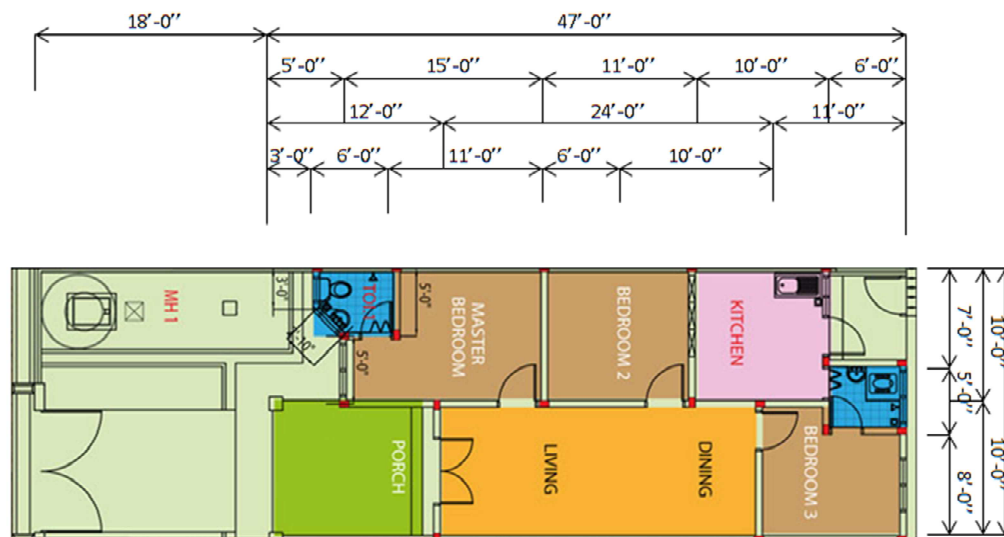 18'-0"
47'-0"
5'-0"
15'-0"
11'-0"
10'-0"
6'-0"
12'-0"
24'-0"
11'-0"
3'-0"
6'-0"
11'-0"
6'-0"
10'-0"
MH 1
3'-0"
5'-0"
5'-0"
MASTER
BEDROOM
BEDROOM 2
KITCHEN
PORCH
LIVING
DINING
BEDROOM 3
7'-0"
10'-0"
5'-0"
10'-0"
8'-0"